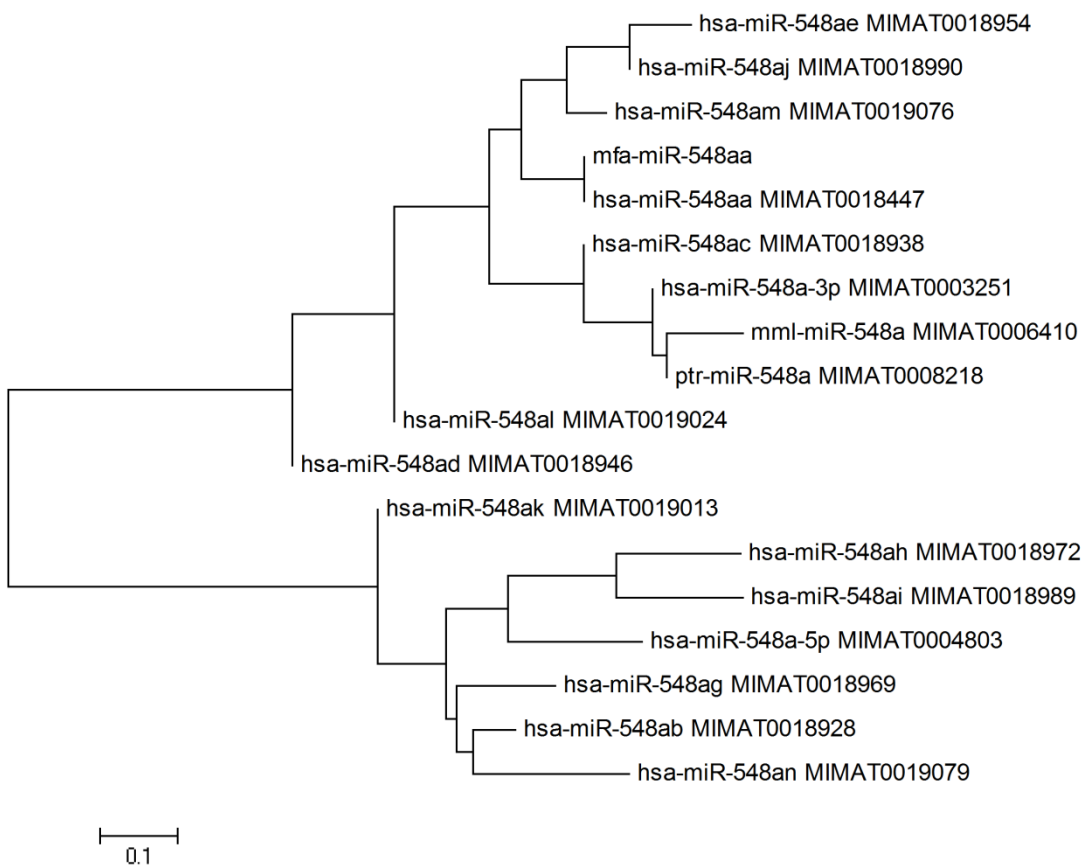 hsa-miR-548ae MIMAT0018954
hsa-miR-548aj MIMAT0018990
hsa-miR-548am MIMAT0019076
mfa-miR-548aa
hsa-miR-548aa MIMAT0018447
hsa-miR-548ac MIMAT0018938
hsa-miR-548a-3p MIMAT0003251
mml-miR-548a MIMAT0006410
ptr-miR-548a MIMAT0008218
hsa-miR-548al MIMAT0019024
hsa-miR-548ad MIMAT0018946
hsa-miR-548ak MIMAT0019013
hsa-miR-548ah MIMAT0018972
hsa-miR-548ai MIMAT0018989
hsa-miR-548a-5p MIMAT0004803
hsa-miR-548ag MIMAT0018969
hsa-miR-548ab MIMAT0018928
hsa-miR-548an MIMAT0019079
0.1